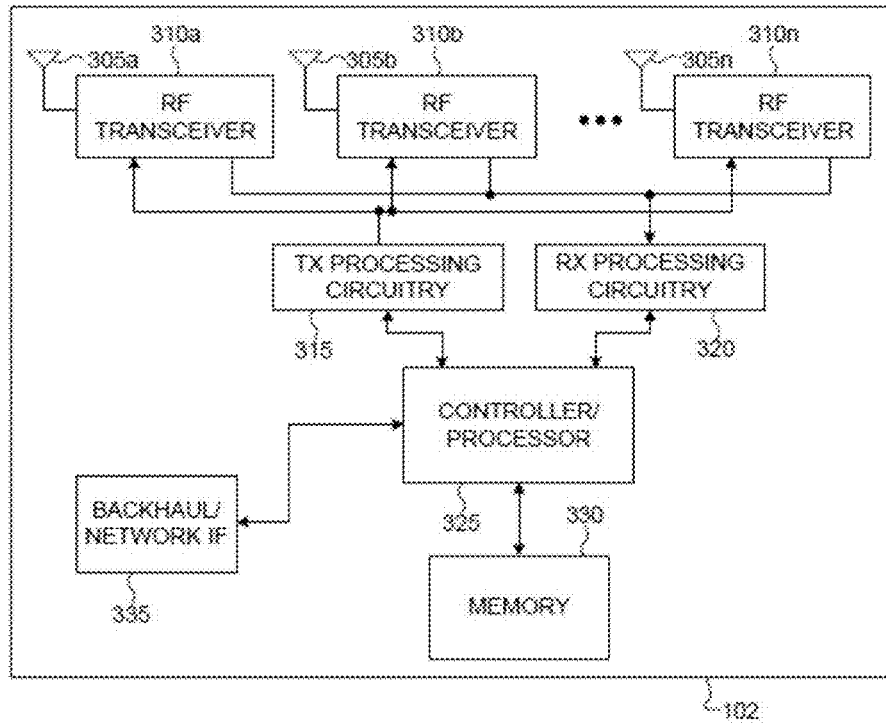 310a
310b
310n
305a
305b
305n
RF
TRANSCEIVER
RF
TRANSCEIVER
RF
TRANSCEIVER
TX PROCESSING
CIRCUITRY
RX PROCESSING
CIRCUITRY
315
320
CONTROLLER/
PROCESSOR
BACKHAUL/
NETWORK IF
325
330
335
MEMORY
102